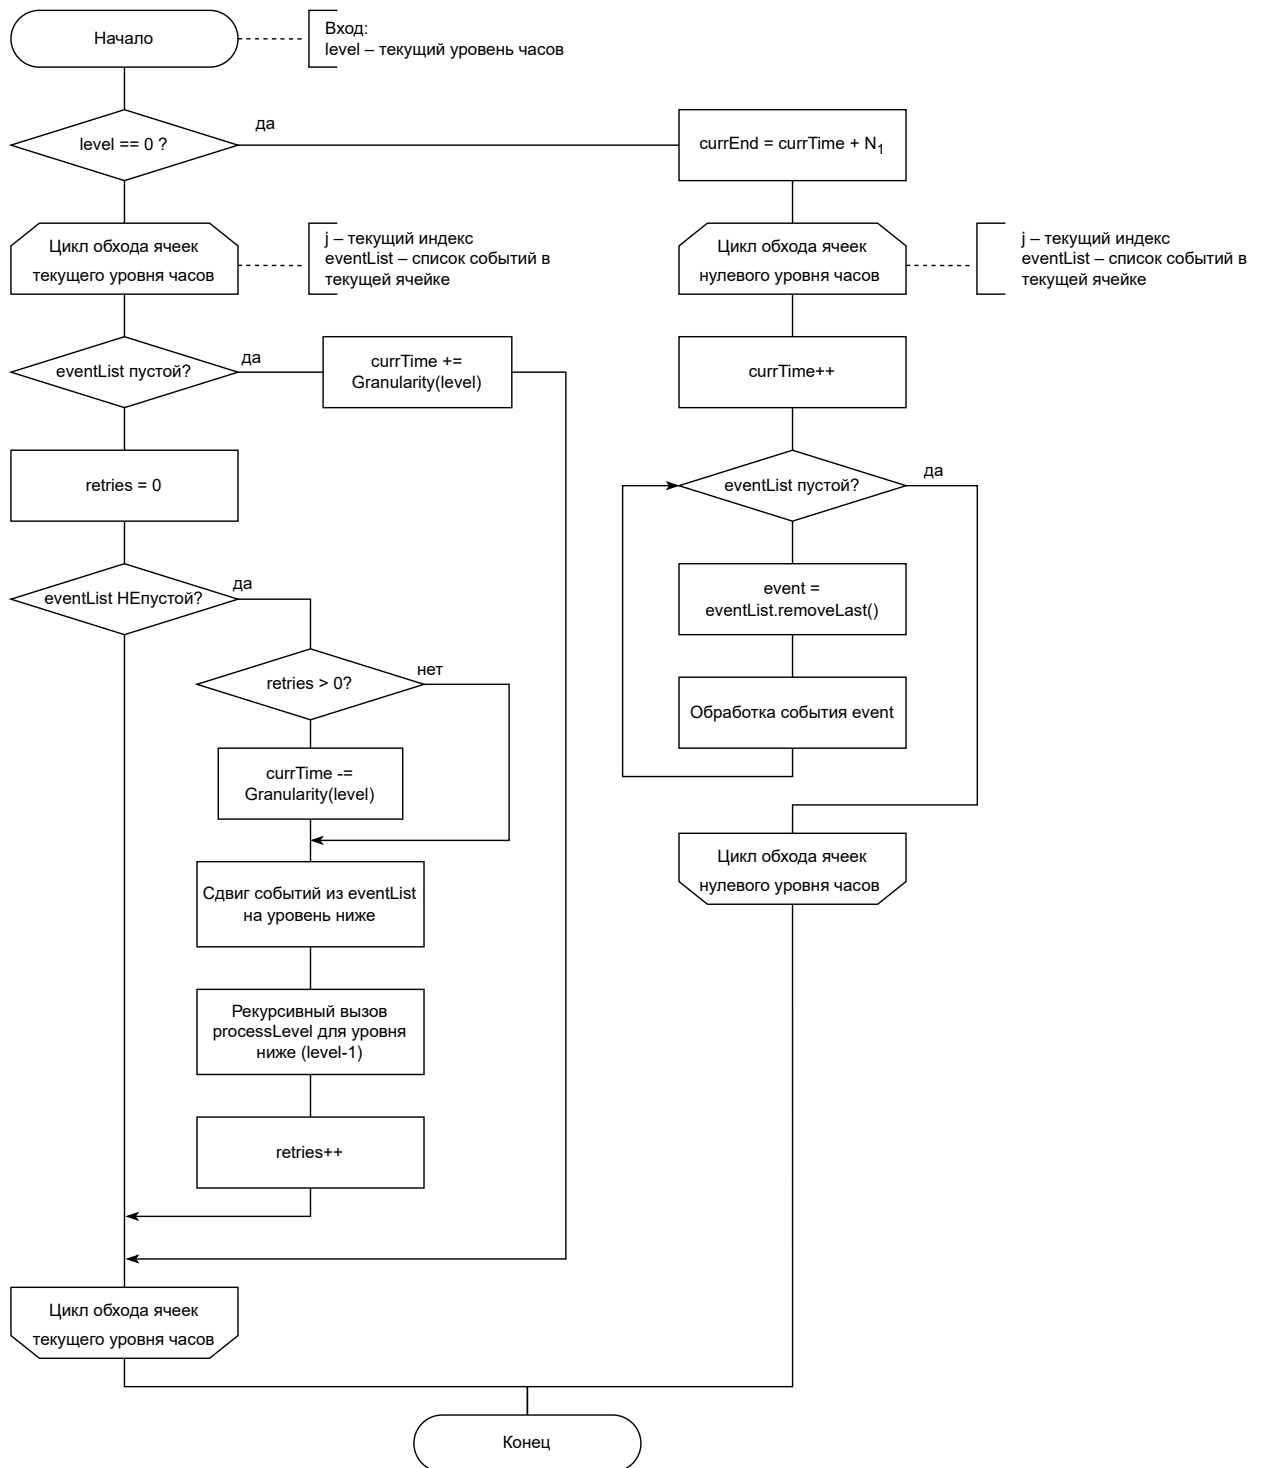 Начало
Вход:
level – текущий уровень часов
level == 0 ?
да
currEnd = currTime + N1
Цикл обхода ячеек
текущего уровня часов
j – текущий индекс
eventList – список событий в
текущей ячейке
Цикл обхода ячеек
нулевого уровня часов
j – текущий индекс
eventList – список событий в
текущей ячейке
eventList пустой?
да
currTime +=
Granularity(level)
currTime++
retries = 0
eventList пустой?
да
eventList НЕпустой?
да
event =
eventList.removeLast()
retries > 0?
нет
Обработка события event
currTime -=
Granularity(level)
Цикл обхода ячеек
нулевого уровня часов
Сдвиг событий из eventList
на уровень ниже
Рекурсивный вызов
processLevel для уровня
ниже (level-1)
retries++
Цикл обхода ячеек
текущего уровня часов
Конец